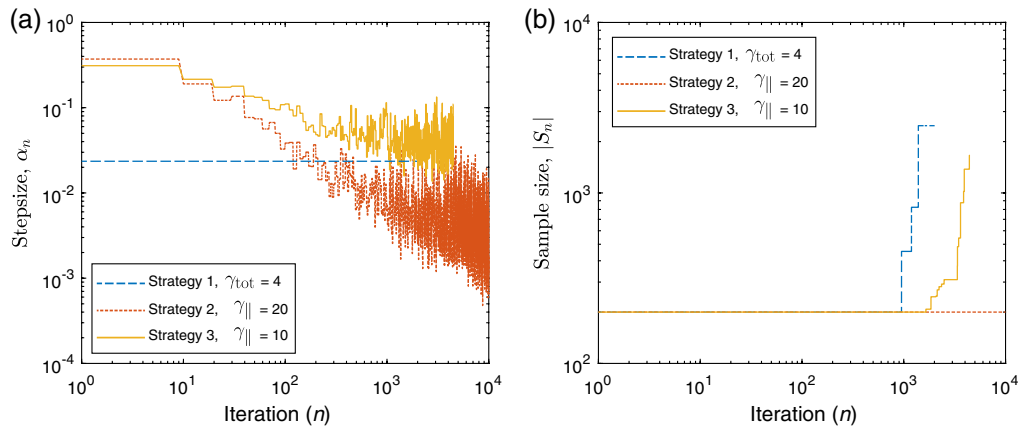 (a)
10^0
10^-1
10^-2
10^-3
10^-4
Stepsize, α_n
Strategy 1, γ_tot = 4
Strategy 2, γ_∥ = 20
Strategy 3, γ_∥ = 10
10^0 10^1 10^2 10^3 10^4
Iteration (n)
(b)
10^4
10^3
10^2
Sample size, |S_n|
Strategy 1, γ_tot = 4
Strategy 2, γ_∥ = 20
Strategy 3, γ_∥ = 10
10^0 10^1 10^2 10^3 10^4
Iteration (n)